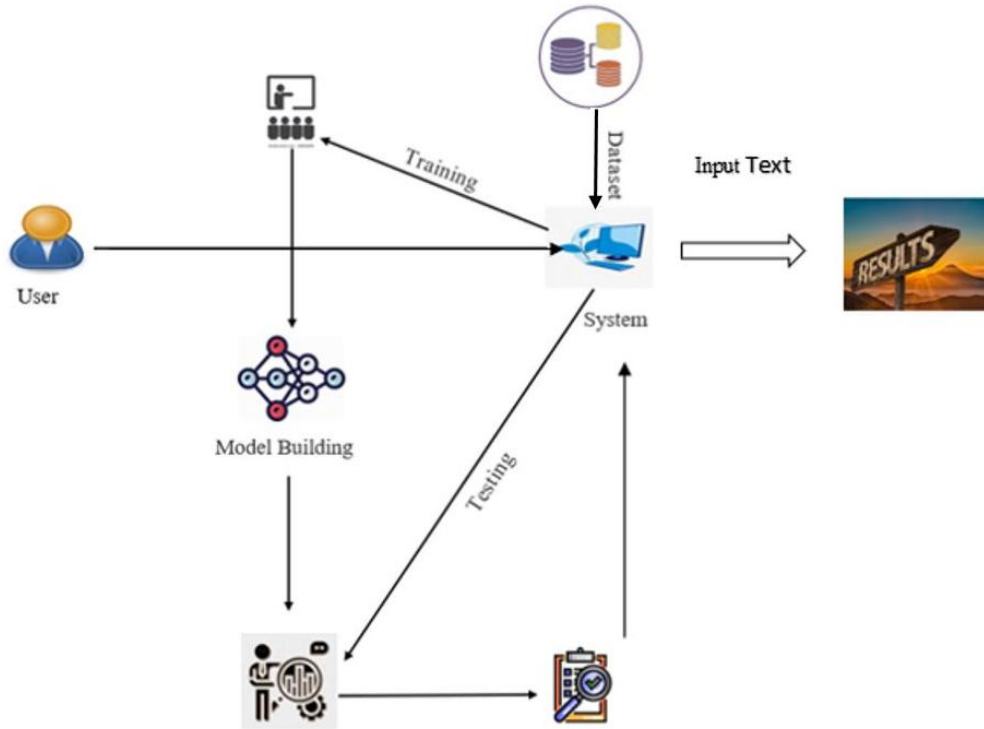 Dataset
Training
Input Text
RESULTS
User
System
Model Building
Testing